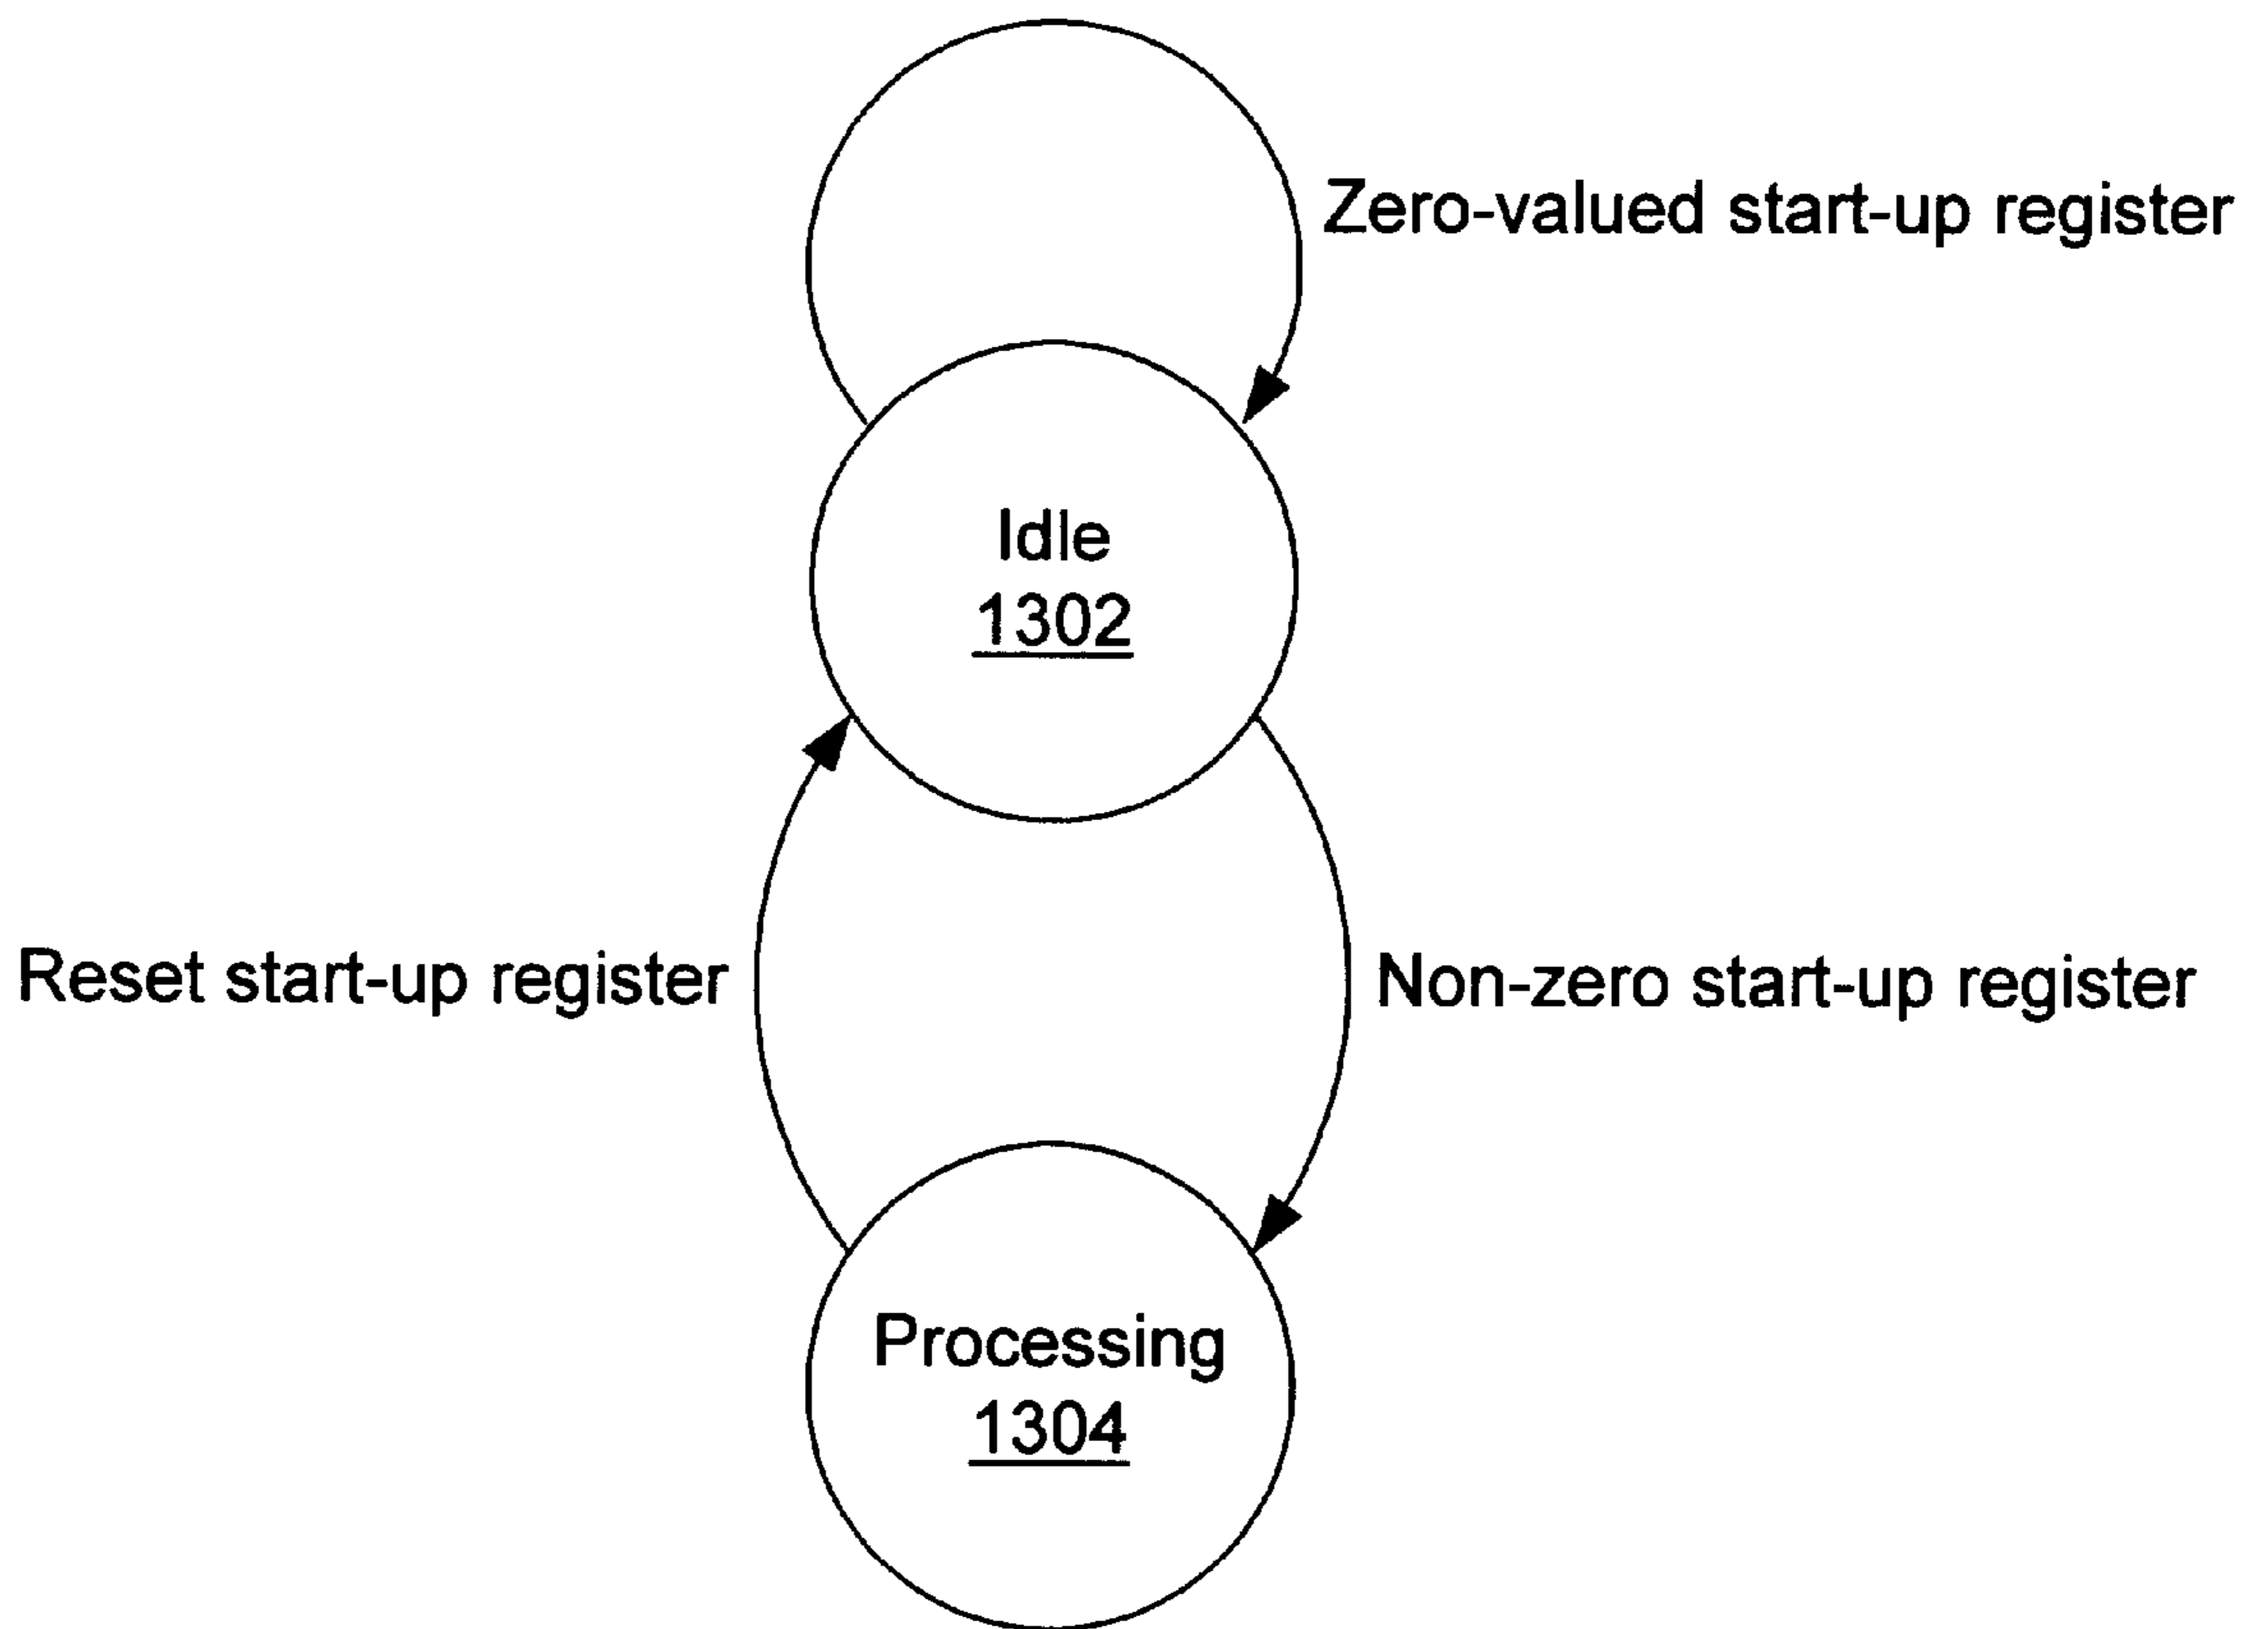 Zero-valued start-up register
Idle
1302
Reset start-up register
Non-zero start-up register
Processing
1304